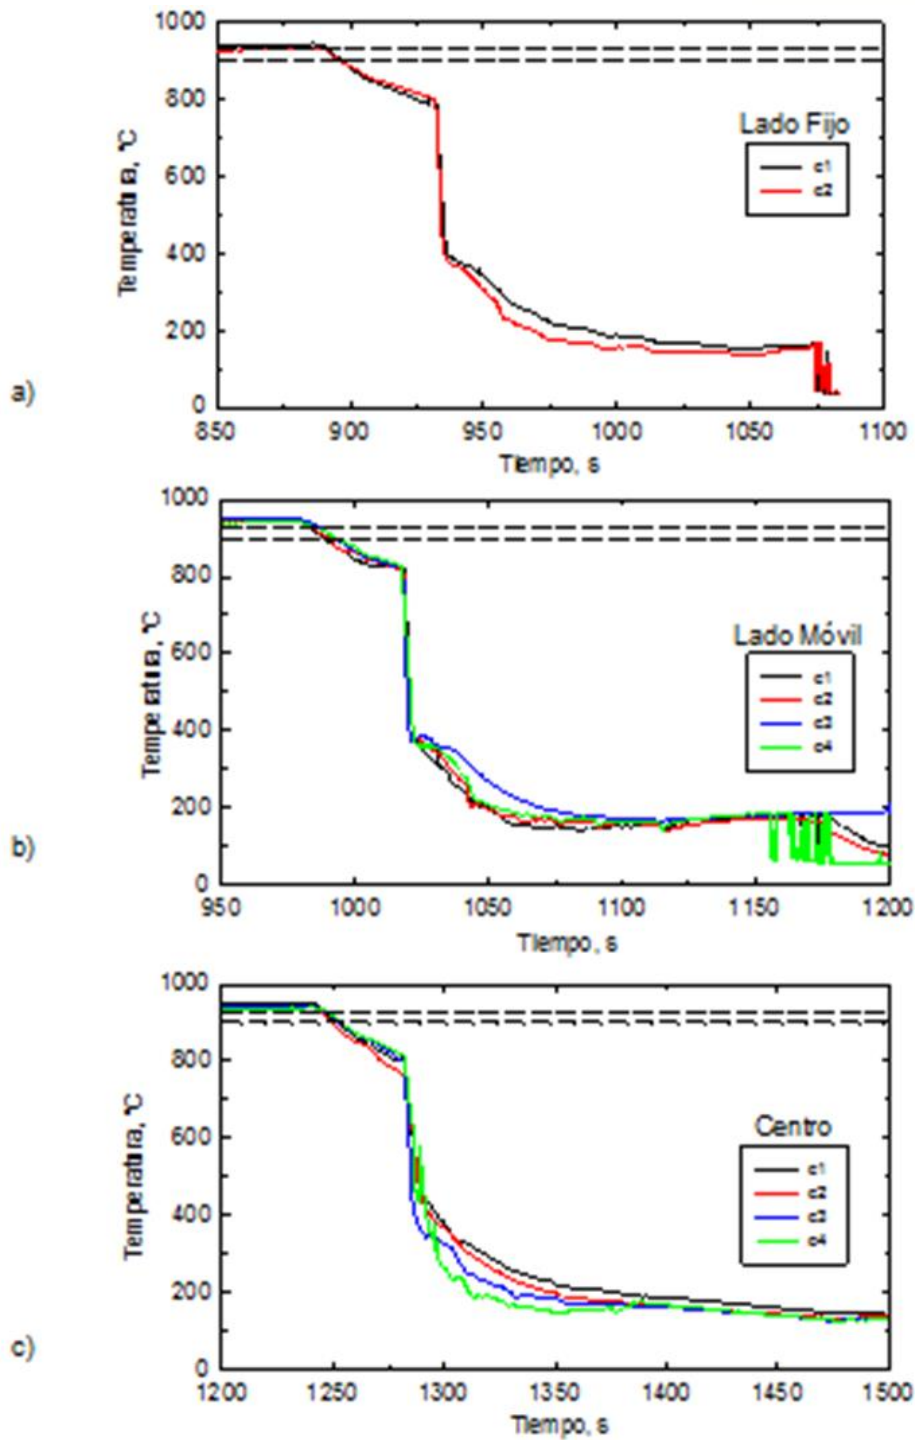 1000
800
600
400
200
0
Temperatura, °C
Lado Fijo
c1
c2
a)
850 900 950 1000 1050 1100
Tiempo, s
1000
800
600
400
200
0
Temperatura, °C
Lado Móvil
c1
c2
c3
c4
b)
950 1000 1050 1100 1150 1200
Tiempo, s
1000
800
600
400
200
0
Temperatura, °C
Centro
c1
c2
c3
c4
c)
1200 1250 1300 1350 1400 1450 1500
Tiempo, s